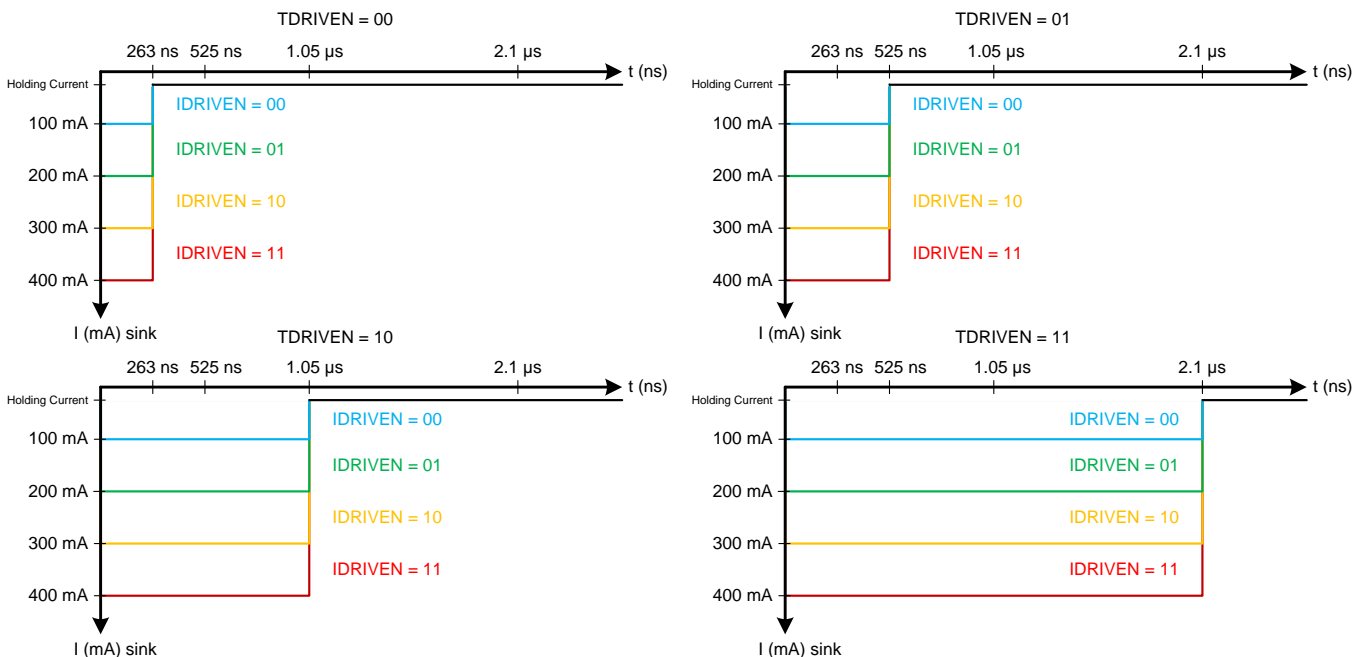 TDRIVEN = 00
263 ns 525 ns 1.05 µs 2.1 µs
t (ns)
Holding Current
IDRIVEN = 00
100 mA
IDRIVEN = 01
200 mA
IDRIVEN = 10
300 mA
IDRIVEN = 11
400 mA
I (mA) sink
TDRIVEN = 01
263 ns 525 ns 1.05 µs 2.1 µs
t (ns)
Holding Current
IDRIVEN = 00
100 mA
IDRIVEN = 01
200 mA
IDRIVEN = 10
300 mA
IDRIVEN = 11
400 mA
I (mA) sink
TDRIVEN = 10
263 ns 525 ns 1.05 µs 2.1 µs
t (ns)
Holding Current
IDRIVEN = 00
100 mA
IDRIVEN = 01
200 mA
IDRIVEN = 10
300 mA
IDRIVEN = 11
400 mA
I (mA) sink
TDRIVEN = 11
263 ns 525 ns 1.05 µs 2.1 µs
t (ns)
Holding Current
IDRIVEN = 00
100 mA
IDRIVEN = 01
200 mA
IDRIVEN = 10
300 mA
IDRIVEN = 11
400 mA
I (mA) sink